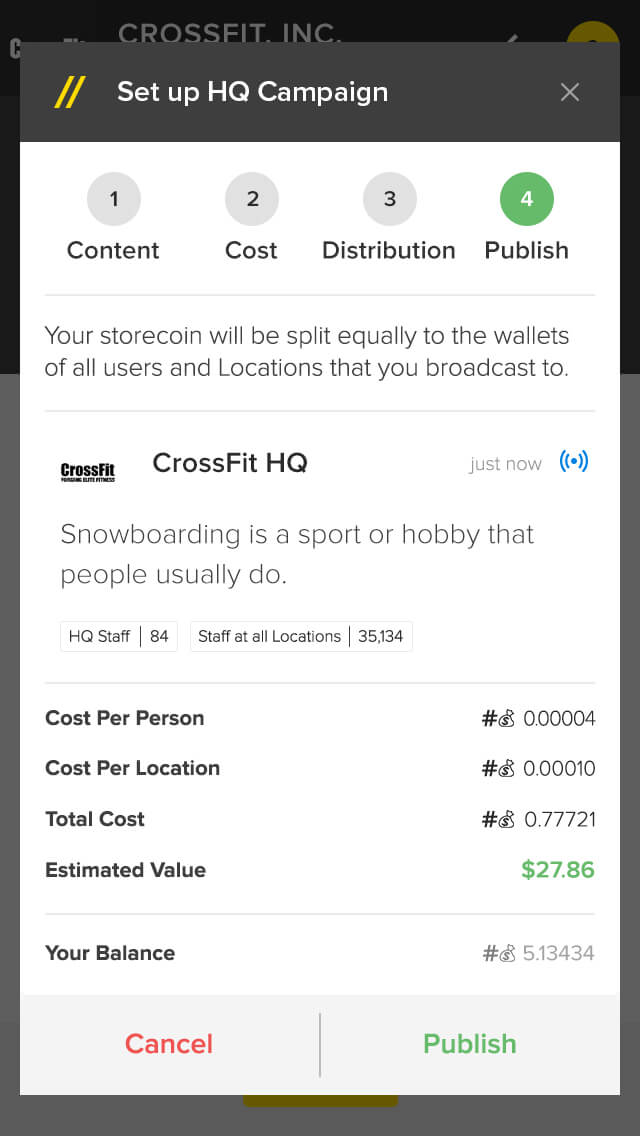 CROSSFIT, INC.
Set up HQ Campaign
1 2 3 4
Content Cost Distribution Publish
Your storecoin will be split equally to the wallets
of all users and Locations that you broadcast to.
CrossFit
FORGING ELITE FITNESS
CrossFit HQ just now
Snowboarding is a sport or hobby that
people usually do.
HQ Staff | 84 Staff at all Locations | 35,134
Cost Per Person #💰 0.00004
Cost Per Location #💰 0.00010
Total Cost #💰 0.77721
Estimated Value $27.86
Your Balance #💰 5.13434
Cancel Publish